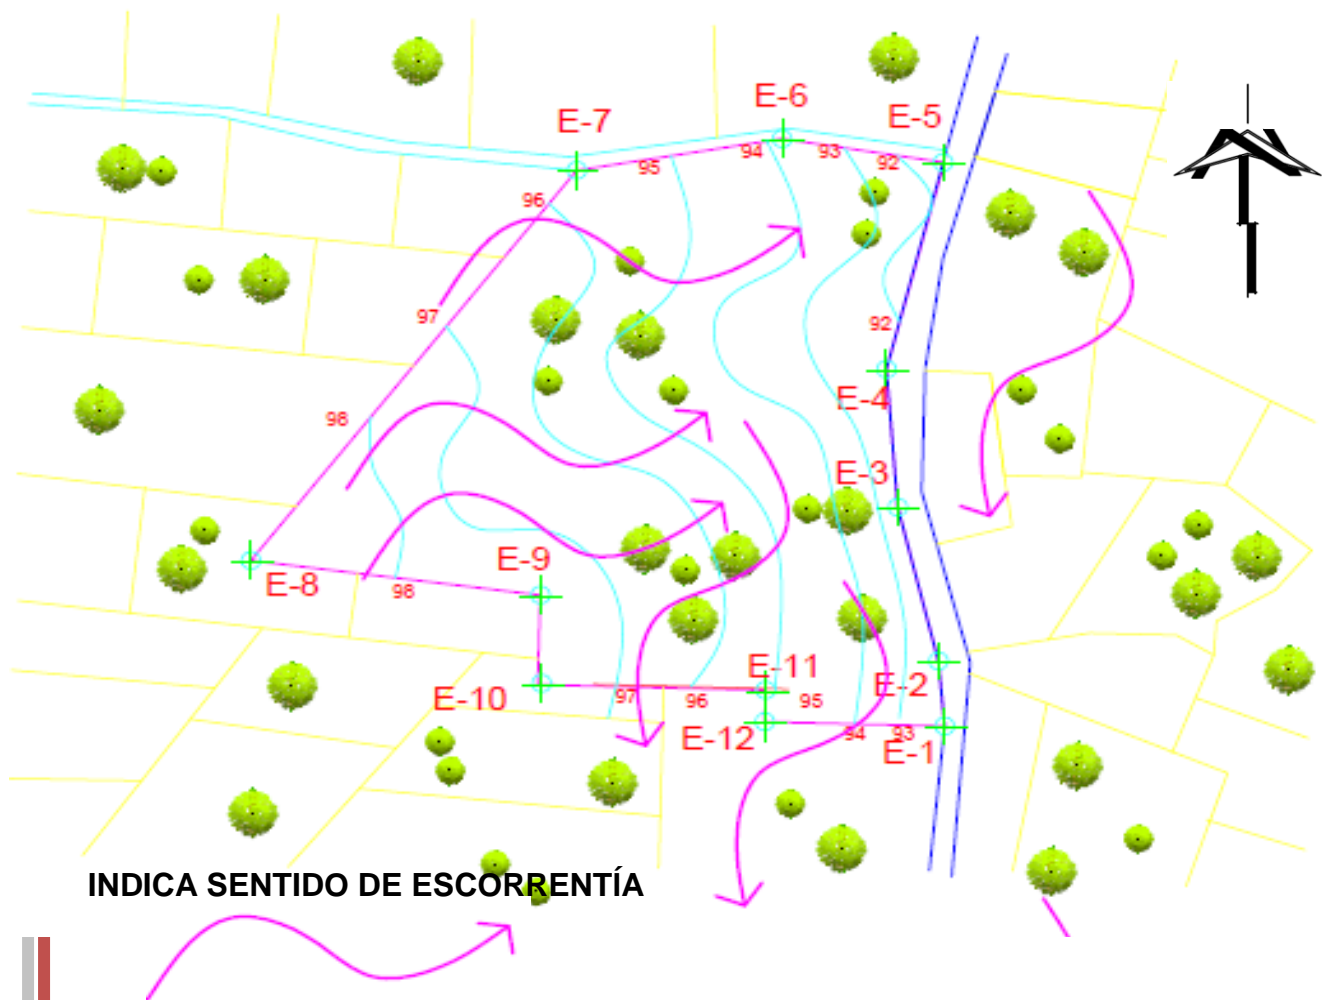 E-6
E-5
E-7
94
93
92
95
96
97
92
E-4
98
E-3
E-9
E-8
98
E-11
E-2
E-10
97
96
95
E-12
94
93
E-1
INDICA SENTIDO DE ESCORRENTÍA